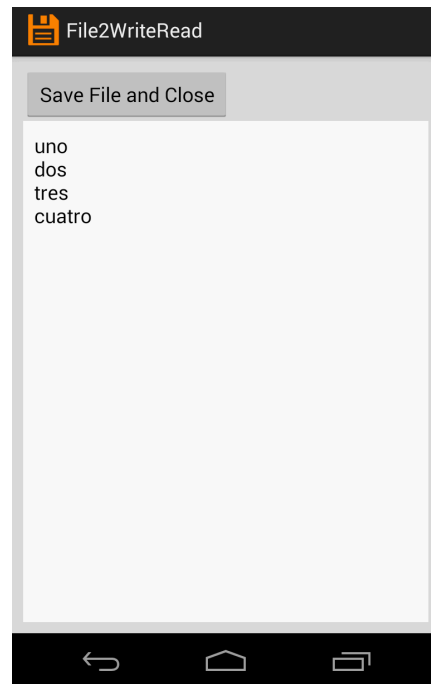 File2WriteRead
Save File and Close
uno
dos
tres
cuatro